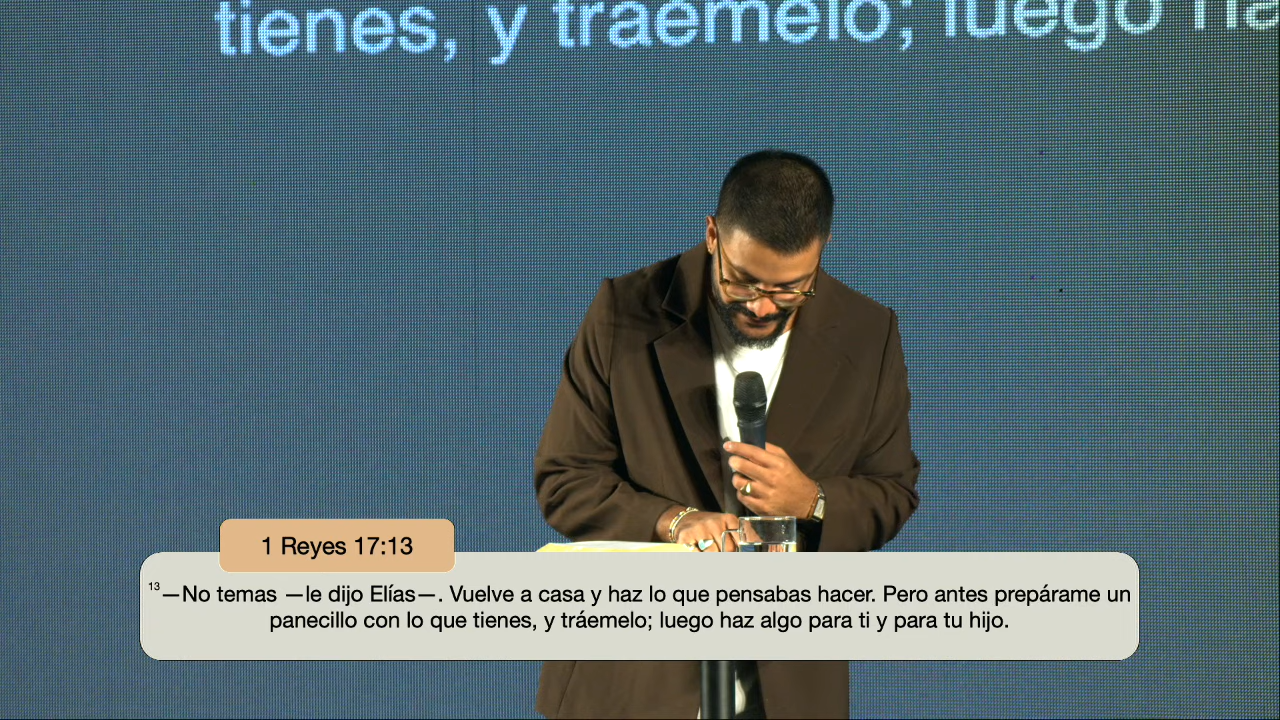 tienes, y tráemelo; luego ha
1 Reyes 17:13
13—No temas —le dijo Elías—. Vuelve a casa y haz lo que pensabas hacer. Pero antes prepárame un
panecillo con lo que tienes, y tráemelo; luego haz algo para ti y para tu hijo.